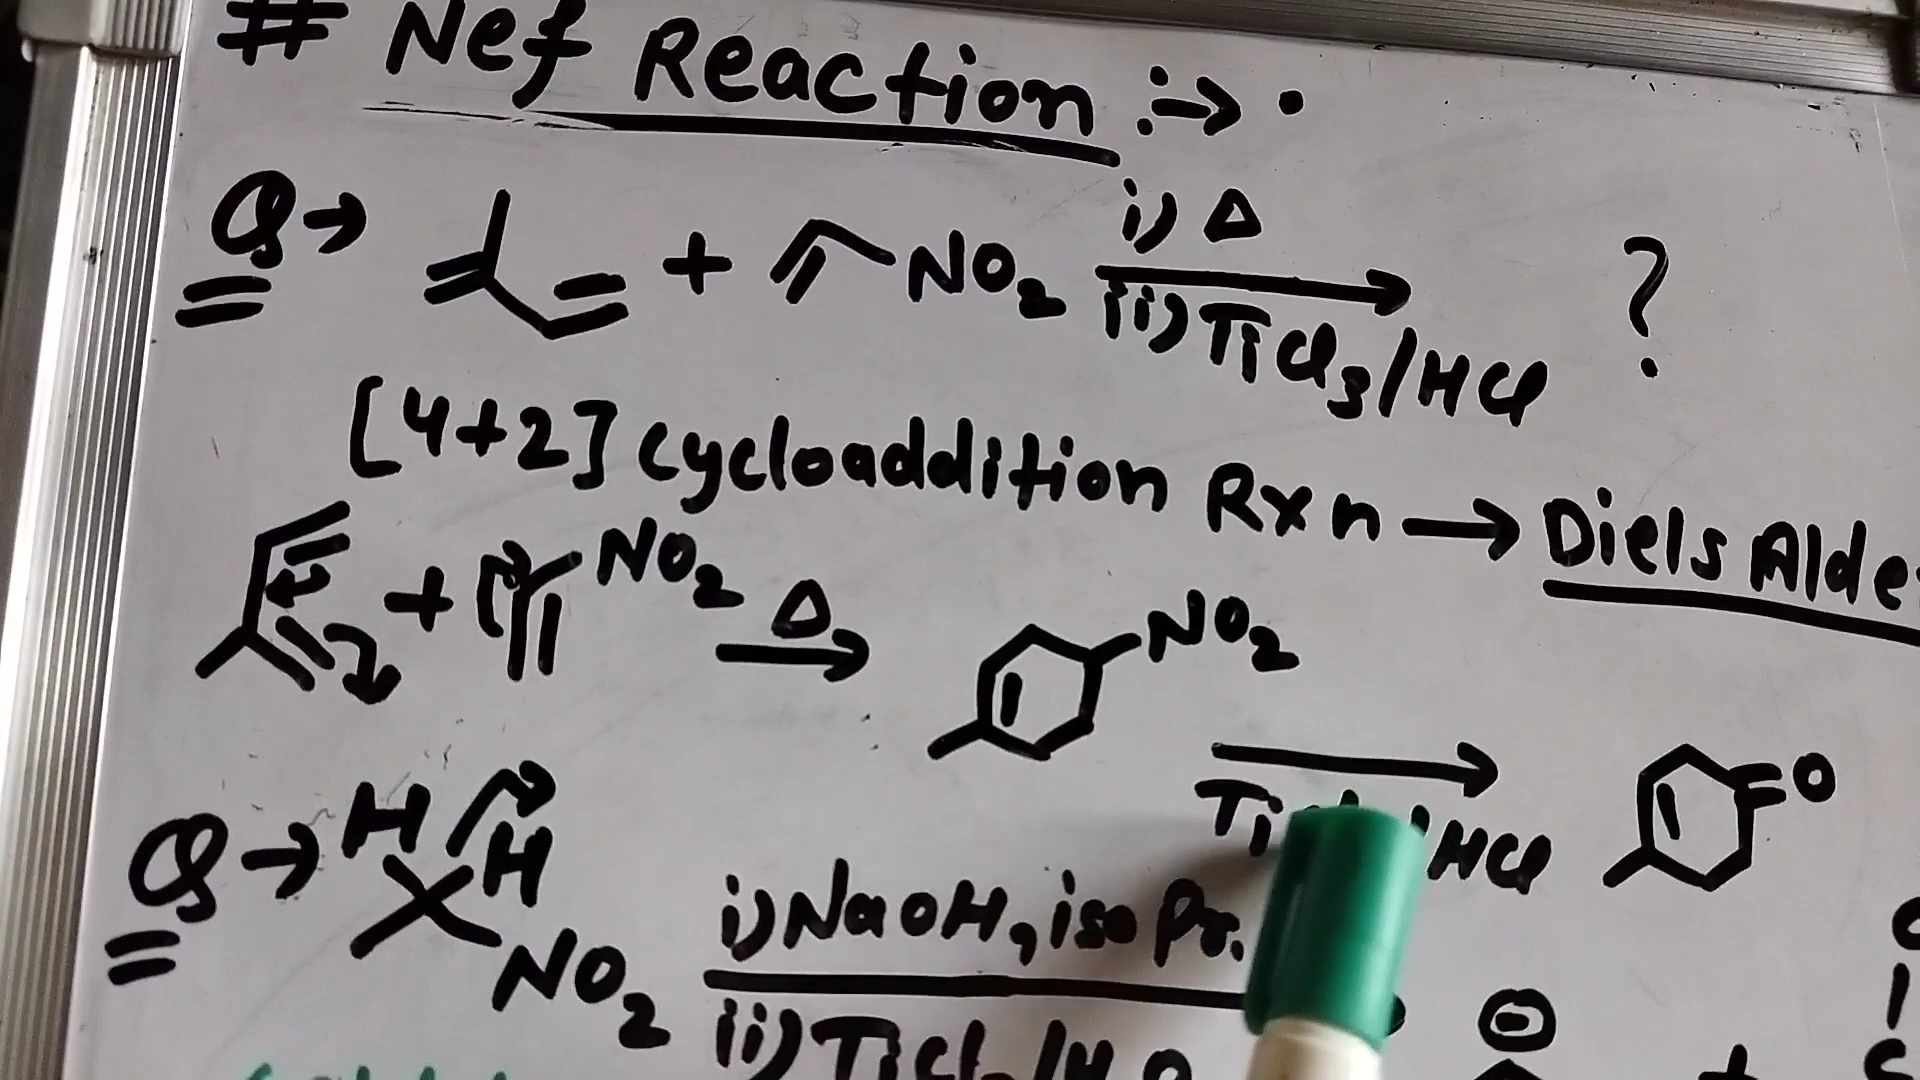 # Nef Reaction :→ •
Q → + NO2 i) Δ ?
ii) TiCl3/HCl
[4+2] cycloaddition Rxn → Diels Alde
+ NO2 Δ NO2
HCl O
Q → H H NO2 i) NaOH, iso Pr.
ii)
⊖ +